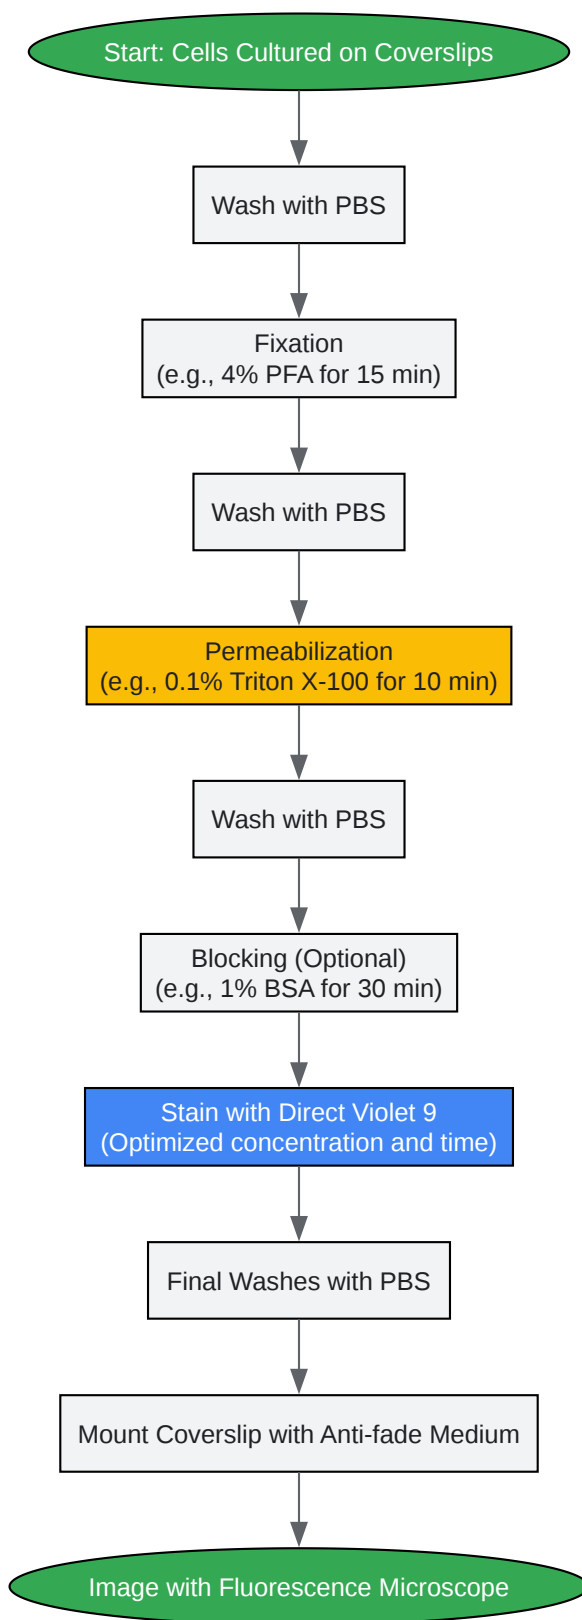 Start: Cells Cultured on Coverslips
Wash with PBS
Fixation
(e.g., 4% PFA for 15 min)
Wash with PBS
Permeabilization
(e.g., 0.1% Triton X-100 for 10 min)
Wash with PBS
Blocking (Optional)
(e.g., 1% BSA for 30 min)
Stain with Direct Violet 9
(Optimized concentration and time)
Final Washes with PBS
Mount Coverslip with Anti-fade Medium
Image with Fluorescence Microscope